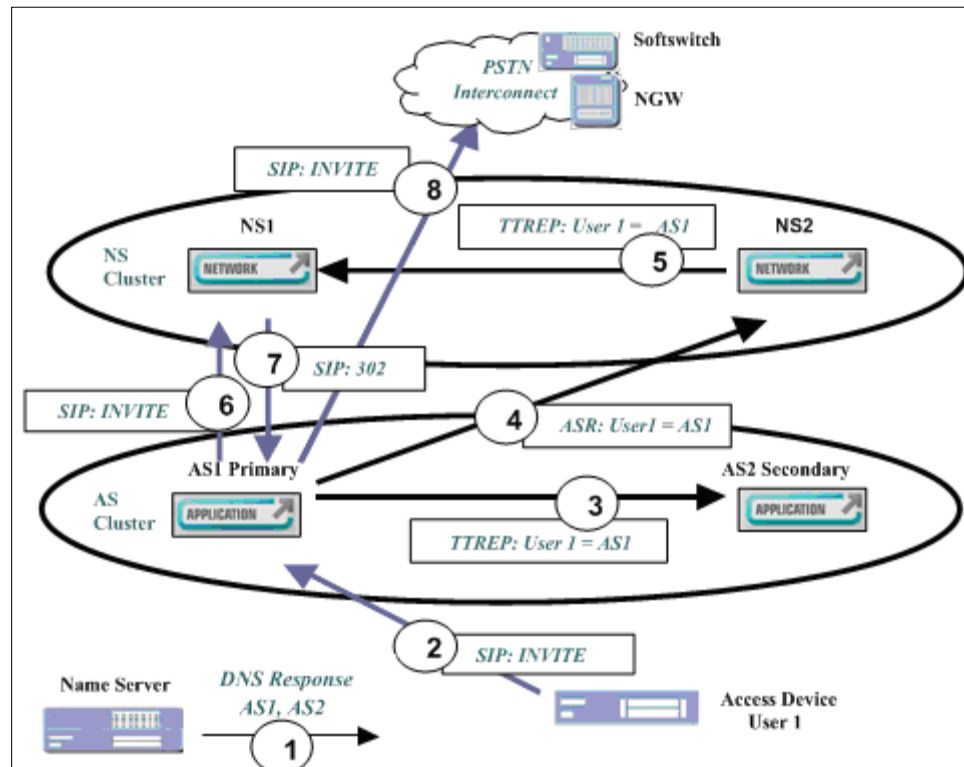 Softswitch
PSTN
Interconnect
NGW
SIP: INVITE
8
NS1
TTREP: User 1 = AS1
NS2
NS
Cluster
NETWORK
5
NETWORK
7
SIP: 302
6
SIP: INVITE
4
ASR: User1 = AS1
AS1 Primary
AS2 Secondary
AS
Cluster
APPLICATION
3
APPLICATION
TTREP: User 1 = AS1
2
SIP: INVITE
Name Server
DNS Response
AS1, AS2
1
Access Device
User 1